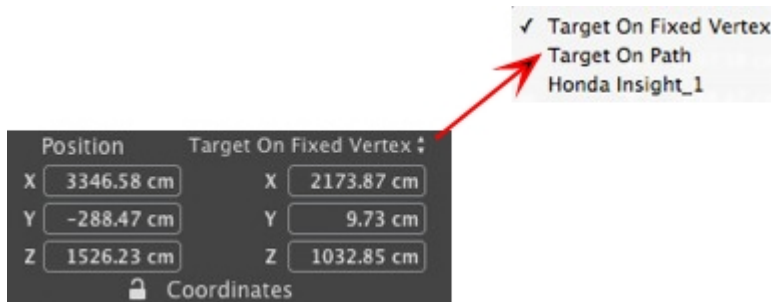 ✓ Target On Fixed Vertex
Target On Path
Honda Insight_1
Position Target On Fixed Vertex
X 3346.58 cm X 2173.87 cm
Y -288.47 cm Y 9.73 cm
Z 1526.23 cm Z 1032.85 cm
Coordinates